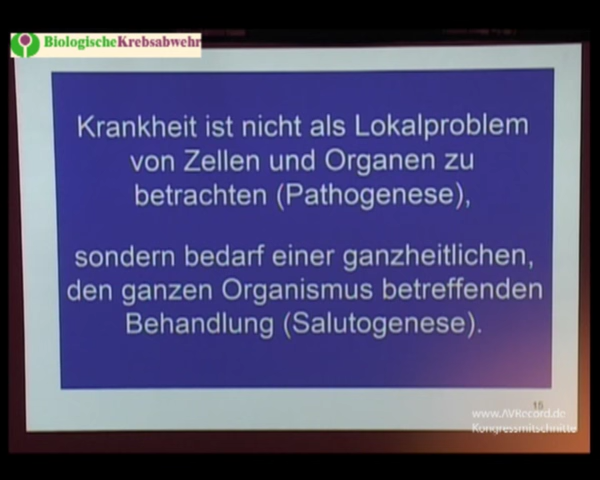 BiologischeKrebsabwehr
Krankheit ist nicht als Lokalproblem
von Zellen und Organen zu
betrachten (Pathogenese),
sondern bedarf einer ganzheitlichen,
den ganzen Organismus betreffenden
Behandlung (Salutogenese).
15
www.AVRecord.de
Kongressmitschnitte